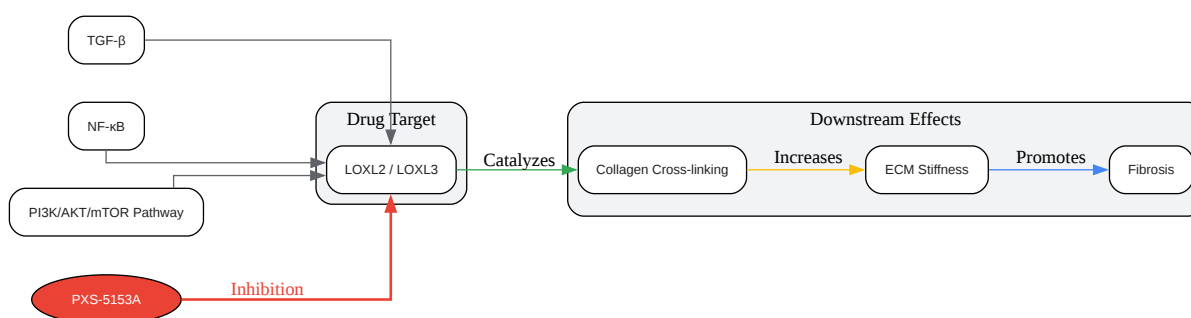 TGF-β
NF-κB
PI3K/AKT/mTOR Pathway
PXS-5153A
Inhibition
Drug Target
LOXL2 / LOXL3
Catalyzes
Downstream Effects
Collagen Cross-linking
Increases
ECM Stiffness
Promotes
Fibrosis